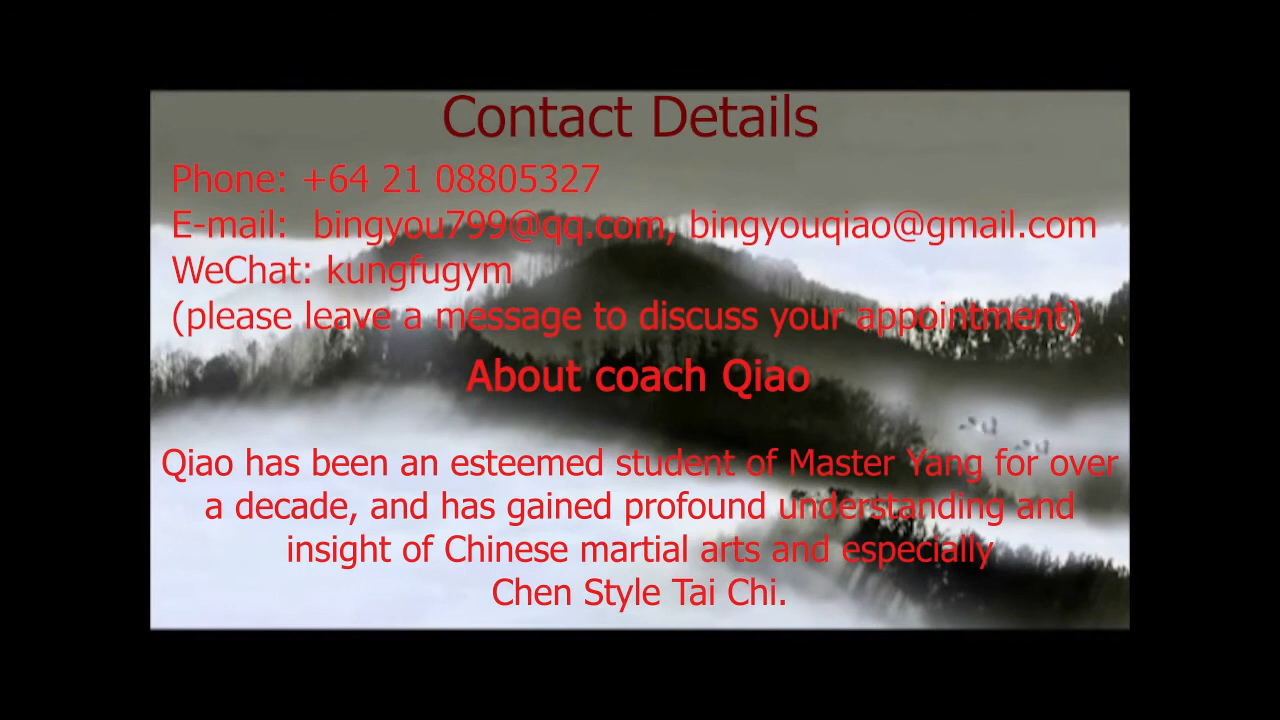 Contact Details
Phone: +64 21 08805327
E-mail:  bingyou799@qq.com, bingyouqiao@gmail.com
WeChat: kungfugym
(please leave a message to discuss your appointment)
About coach Qiao
Qiao has been an esteemed student of Master Yang for over
a decade, and has gained profound understanding and
insight of Chinese martial arts and especially
Chen Style Tai Chi.